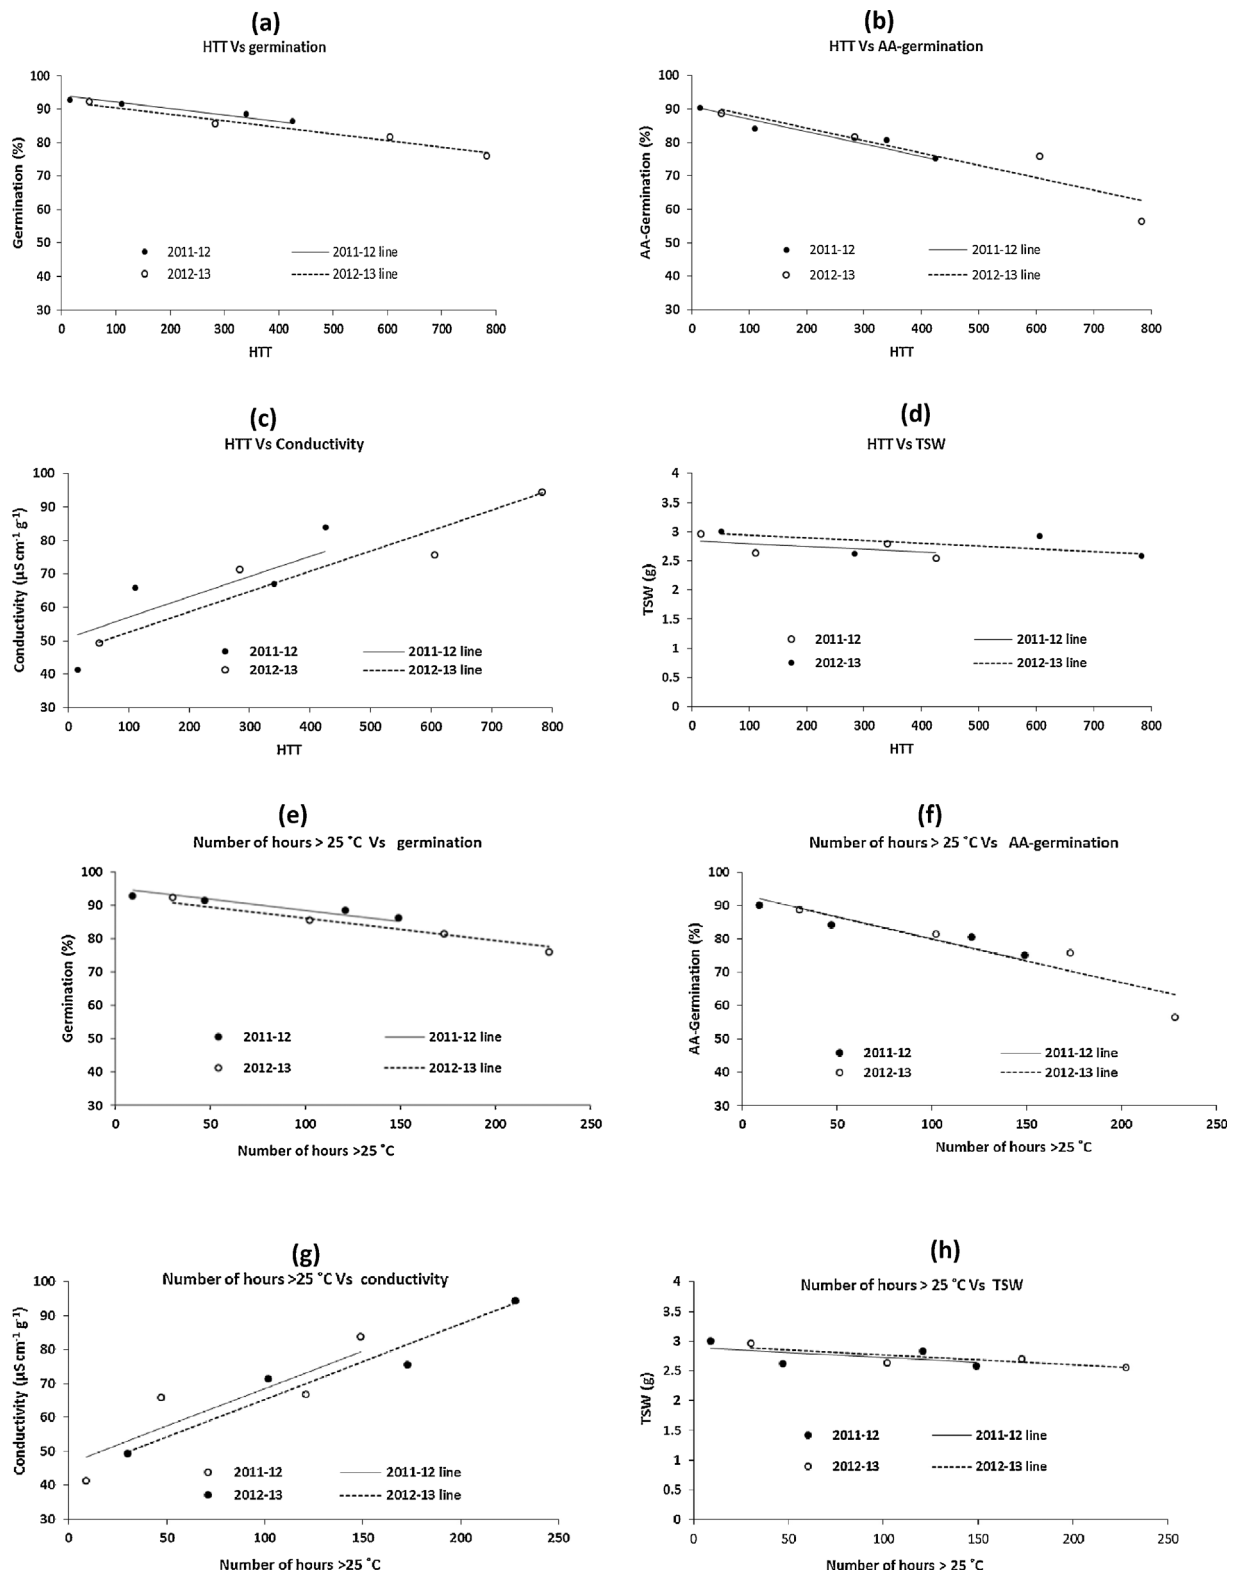 (a)
HTT Vs germination
100
90
80
70
60
50
40
30
Germination (%)
2011-12
2011-12 line
2012-13
2012-13 line
0 100 200 300 400 500 600 700 800
HTT
(b)
HTT Vs AA-germination
100
90
80
70
60
50
40
30
AA-Germination (%)
2011-12
2011-12 line
2012-13
2012-13 line
0 100 200 300 400 500 600 700 800
HTT
(c)
HTT Vs Conductivity
100
90
80
70
60
50
40
30
Conductivity (µS cm⁻¹ g⁻¹)
2011-12
2011-12 line
2012-13
2012-13 line
0 100 200 300 400 500 600 700 800
HTT
(d)
HTT Vs TSW
4
3.5
3
2.5
2
1.5
1
0.5
0
TSW (g)
2011-12
2011-12 line
2012-13
2012-13 line
0 100 200 300 400 500 600 700 800
HTT
(e)
Number of hours > 25 ˚C Vs germination
100
90
80
70
60
50
40
30
Germination (%)
2011-12
2011-12 line
2012-13
2012-13 line
0 50 100 150 200 250
Number of hours >25 ˚C
(f)
Number of hours > 25 ˚C Vs AA-germination
100
90
80
70
60
50
40
30
AA-Germination (%)
2011-12
2011-12 line
2012-13
2012-13 line
0 50 100 150 200 250
Number of hours >25 ˚C
(g)
Number of hours >25 ˚C Vs conductivity
100
90
80
70
60
50
40
30
Conductivity (µS cm⁻¹ g⁻¹)
2011-12
2011-12 line
2012-13
2012-13 line
0 50 100 150 200 250
Number of hours >25 ˚C
(h)
Number of hours > 25 ˚C Vs TSW
4
3.5
3
2.5
2
1.5
1
0.5
0
TSW (g)
2011-12
2011-12 line
2012-13
2012-13 line
0 50 100 150 200 250
Number of hours > 25 ˚C